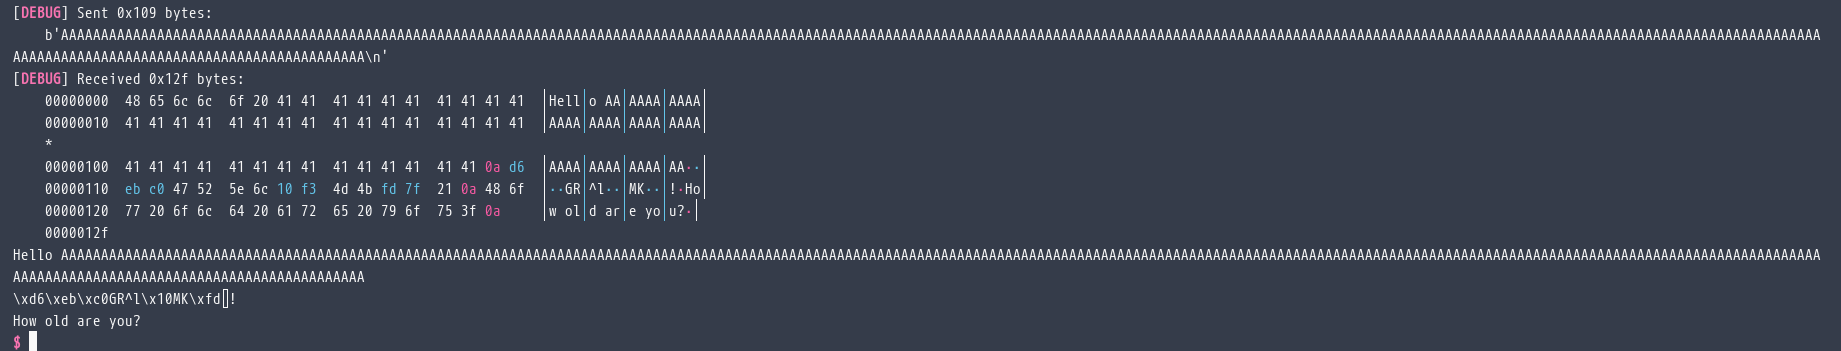 [DEBUG] Sent 0x109 bytes:
b'AAAAAAAAAAAAAAAAAAAAAAAAAAAAAAAAAAAAAAAAAAAAAAAAAAAAAAAAAAAAAAAAAAAAAAAAAAAAAAAAAAAAAAAAAAAAAAAAAAAAAAAAAAAAAAAAAAAAAAAAAAAAAAAAAAAAAAAAAAAAAAAAAAAAAAAAAAAAAAAAAAAAAAAAAAAAAAAAAAAAAAAAAAAAAAAAAAAAAAAAAAAAAAAAAAAAAAAAAAAA
AAAAAAAAAAAAAAAAAAAAAAAAAAAAAAAAAAAAAAAAAAAA\n'
[DEBUG] Received 0x12f bytes:
00000000  48 65 6c 6c  6f 20 41 41  41 41 41 41  41 41 41 41  │Hell│o AA│AAAA│AAAA│
00000010  41 41 41 41  41 41 41 41  41 41 41 41  41 41 41 41  │AAAA│AAAA│AAAA│AAAA│
*
00000100  41 41 41 41  41 41 41 41  41 41 41 41  41 41 0a d6  │AAAA│AAAA│AAAA│AA··│
00000110  eb c0 47 52  5e 6c 10 f3  4d 4b fd 7f  21 0a 48 6f  │··GR│^l··│MK··│!·Ho│
00000120  77 20 6f 6c  64 20 61 72  65 20 79 6f  75 3f 0a     │w ol│d ar│e yo│u?·│
0000012f
Hello AAAAAAAAAAAAAAAAAAAAAAAAAAAAAAAAAAAAAAAAAAAAAAAAAAAAAAAAAAAAAAAAAAAAAAAAAAAAAAAAAAAAAAAAAAAAAAAAAAAAAAAAAAAAAAAAAAAAAAAAAAAAAAAAAAAAAAAAAAAAAAAAAAAAAAAAAAAAAAAAAAAAAAAAAAAAAAAAAAAAAAAAAAAAAAAAAAAAAAAAAAAAAAAAAAAAAAAAAAAA
AAAAAAAAAAAAAAAAAAAAAAAAAAAAAAAAAAAAAAAAAAAA
\xd6\xeb\xc0GR^l\x10MK\xfd▯!
How old are you?
$